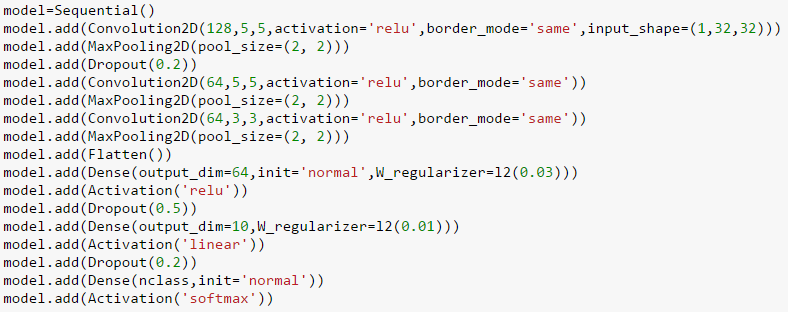 model=Sequential()
model.add(Convolution2D(128,5,5,activation='relu',border_mode='same',input_shape=(1,32,32)))
model.add(MaxPooling2D(pool_size=(2, 2)))
model.add(Dropout(0.2))
model.add(Convolution2D(64,5,5,activation='relu',border_mode='same'))
model.add(MaxPooling2D(pool_size=(2, 2)))
model.add(Convolution2D(64,3,3,activation='relu',border_mode='same'))
model.add(MaxPooling2D(pool_size=(2, 2)))
model.add(Flatten())
model.add(Dense(output_dim=64,init='normal',W_regularizer=l2(0.03)))
model.add(Activation('relu'))
model.add(Dropout(0.5))
model.add(Dense(output_dim=10,W_regularizer=l2(0.01)))
model.add(Activation('linear'))
model.add(Dropout(0.2))
model.add(Dense(nclass,init='normal'))
model.add(Activation('softmax'))